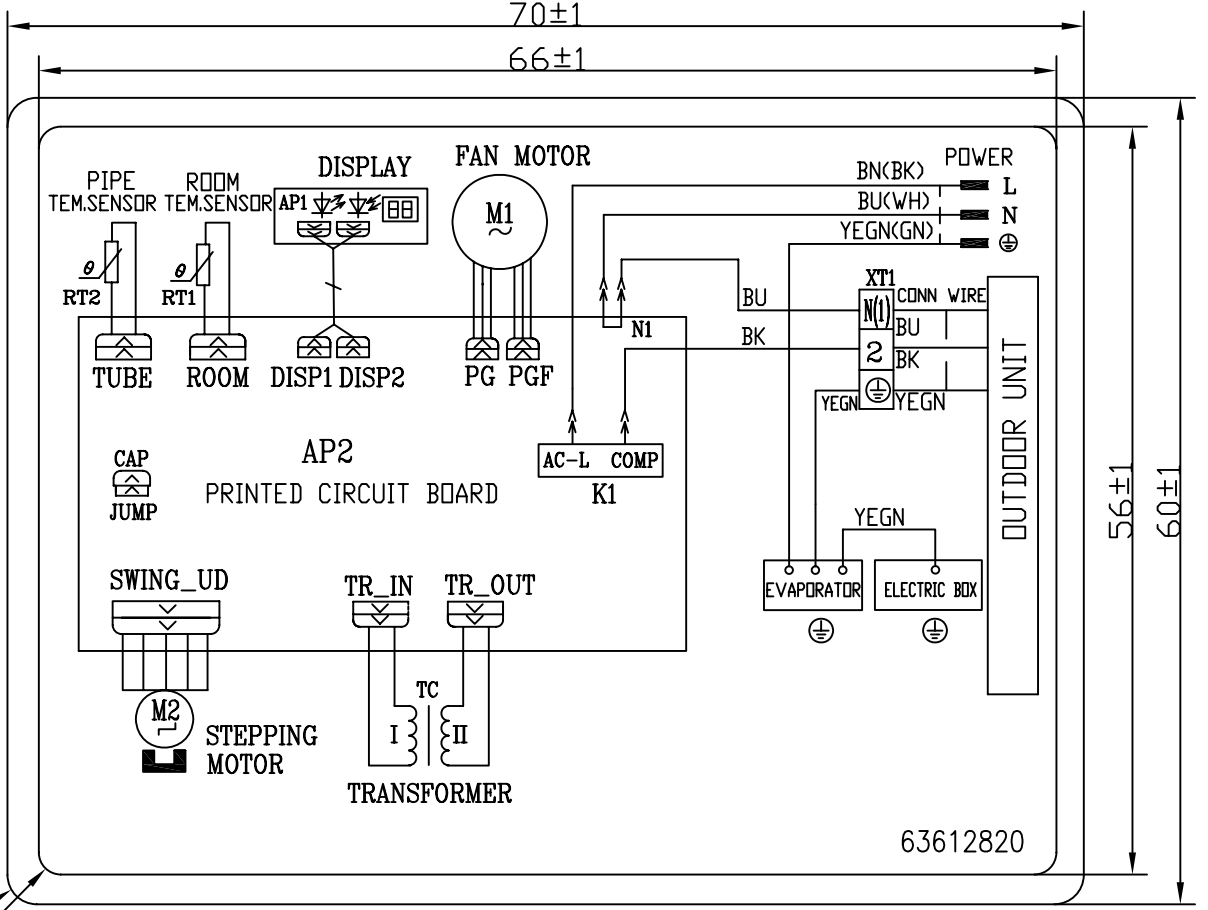 70±1
66±1
PIPE
TEM.SENSOR
ROOM
TEM.SENSOR
DISPLAY
FAN MOTOR
POWER
BN(BK)
L
BU(WH)
N
YEGN(GN)
AP1
88
M1
~
θ
RT2
θ
RT1
XT1
N(1)
CONN WIRE
BU
BU
N1
BK
2
BK
YEGN
YEGN
TUBE
ROOM
DISP1
DISP2
PG
PGF
OUTDOOR UNIT
AP2
PRINTED CIRCUIT BOARD
CAP
JUMP
AC-L
COMP
K1
56±1
60±1
YEGN
EVAPORATOR
ELECTRIC BOX
SWING_UD
TR_IN
TR_OUT
M2
STEPPING
MOTOR
TC
I
II
TRANSFORMER
63612820